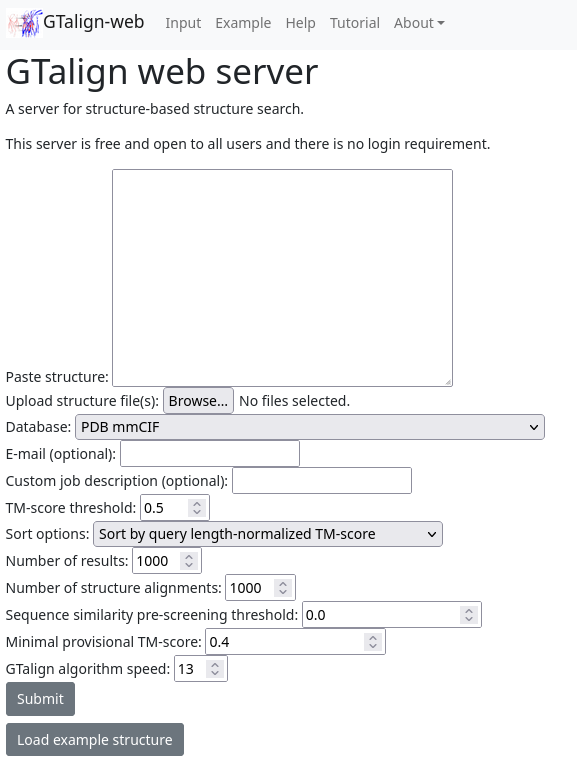 GTalign-web Input Example Help Tutorial About
GTalign web server
A server for structure-based structure search.
This server is free and open to all users and there is no login requirement.
Paste structure:
Upload structure file(s): Browse... No files selected.
Database: PDB mmCIF
E-mail (optional):
Custom job description (optional):
TM-score threshold: 0.5
Sort options: Sort by query length-normalized TM-score
Number of results: 1000
Number of structure alignments: 1000
Sequence similarity pre-screening threshold: 0.0
Minimal provisional TM-score: 0.4
GTalign algorithm speed: 13
Submit
Load example structure